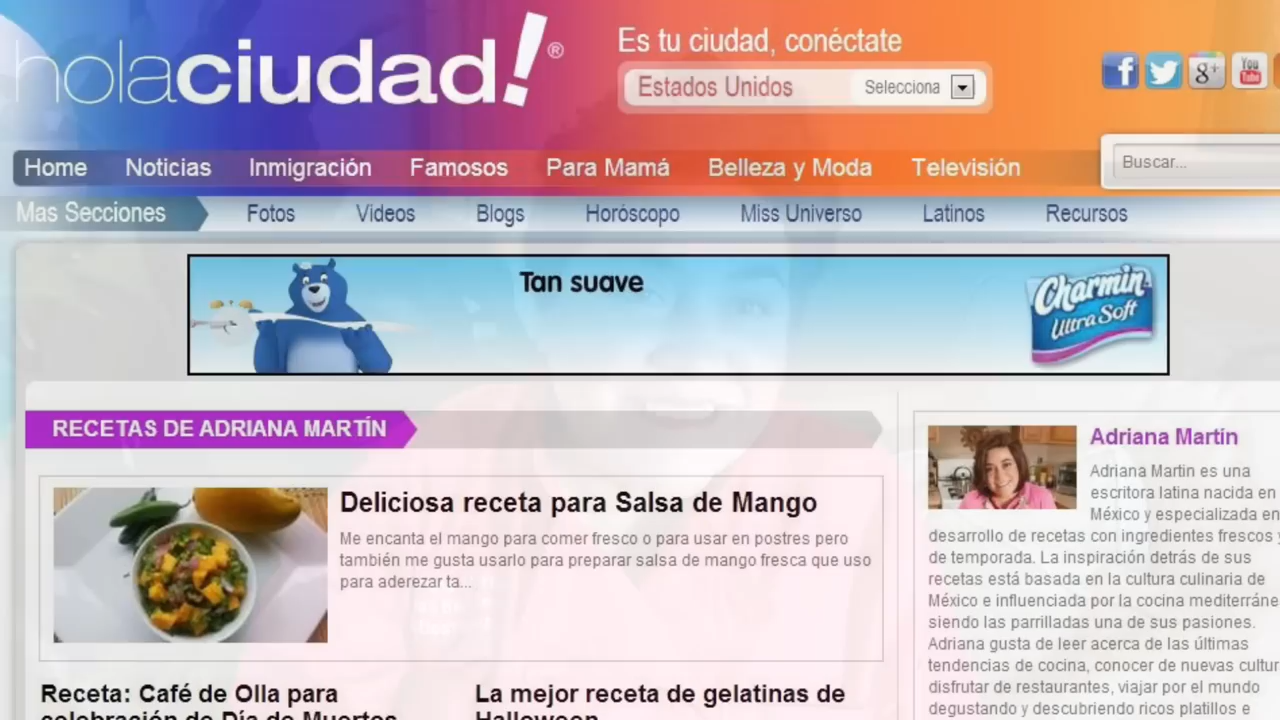 holaciudad!®
Es tu ciudad, conéctate
Estados Unidos
Selecciona
f
g+
You
Tube
Home
Noticias
Inmigración
Famosos
Para Mamá
Belleza y Moda
Televisión
Buscar...
Mas Secciones
Fotos
Videos
Blogs
Horóscopo
Miss Universo
Latinos
Recursos
Tan suave
Charmin
Ultra Soft
RECETAS DE ADRIANA MARTÍN
Deliciosa receta para Salsa de Mango
Me encanta el mango para comer fresco o para usar en postres pero
también me gusta usarlo para preparar salsa de mango fresca que uso
para aderezar ta...
Receta: Café de Olla para
celebración de Día de Muertos
La mejor receta de gelatinas de
Halloween
Adriana Martín
Adriana Martin es una
escritora latina nacida en
México y especializada en
desarrollo de recetas con ingredientes frescos y
de temporada. La inspiración detrás de sus
recetas está basada en la cultura culinaria de
México e influenciada por la cocina mediterráne
siendo las parrilladas una de sus pasiones.
Adriana gusta de leer acerca de las últimas
tendencias de cocina, conocer de nuevas cultur
disfrutar de restaurantes, viajar por el mundo
degustando y descubriendo ricos platillos e